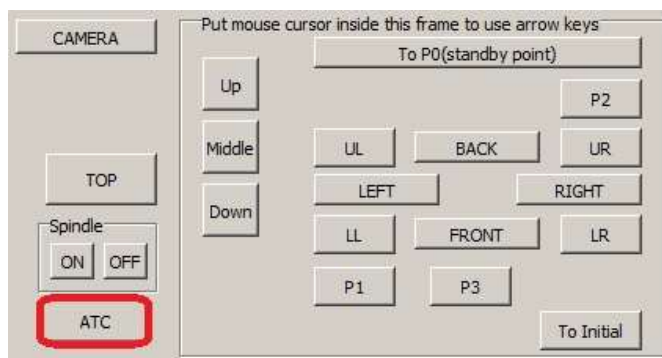 CAMERA
TOP
Spindle
ON OFF
ATC
Put mouse cursor inside this frame to use arrow keys
To P0(standby point)
Up
P2
Middle
UL BACK UR
LEFT RIGHT
Down
LL FRONT LR
P1 P3
To Initial